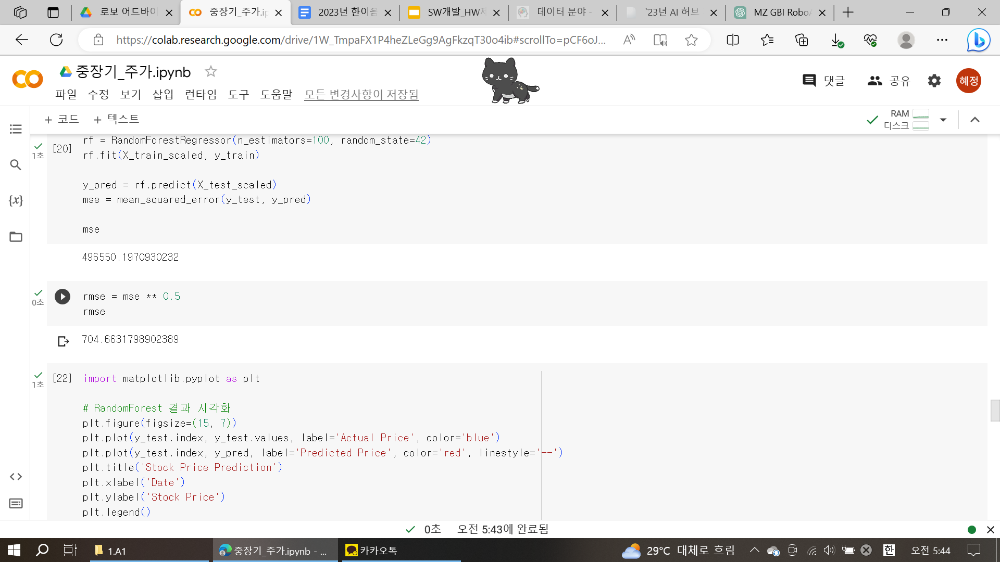 로보 어드바이
중장기_주가.ip
2023년 한이음
SW개발_HW제
데이터 분야 -
`23년 AI 허브
MZ GBI RoboA
https://colab.research.google.com/drive/1W_TmpaFX1P4heZLeGg9AgFkzqT30o4ib#scrollTo=pCF6oJ...
중장기_주가.ipynb
댓글
공유
혜정
파일 수정 보기 삽입 런타임 도구 도움말 모든 변경사항이 저장됨
+ 코드 + 텍스트
RAM
디스크
[20]
1초
rf = RandomForestRegressor(n_estimators=100, random_state=42)
rf.fit(X_train_scaled, y_train)
y_pred = rf.predict(X_test_scaled)
mse = mean_squared_error(y_test, y_pred)
mse
496550.1970930232
0초
rmse = mse ** 0.5
rmse
704.6631798902389
[22]
1초
import matplotlib.pyplot as plt
# RandomForest 결과 시각화
plt.figure(figsize=(15, 7))
plt.plot(y_test.index, y_test.values, label='Actual Price', color='blue')
plt.plot(y_test.index, y_pred, label='Predicted Price', color='red', linestyle='--')
plt.title('Stock Price Prediction')
plt.xlabel('Date')
plt.ylabel('Stock Price')
plt.legend()
0초 오전 5:43에 완료됨
1.A1
중장기_주가.ipynb - ...
카카오톡
29°C 대체로 흐림
한
오전 5:44